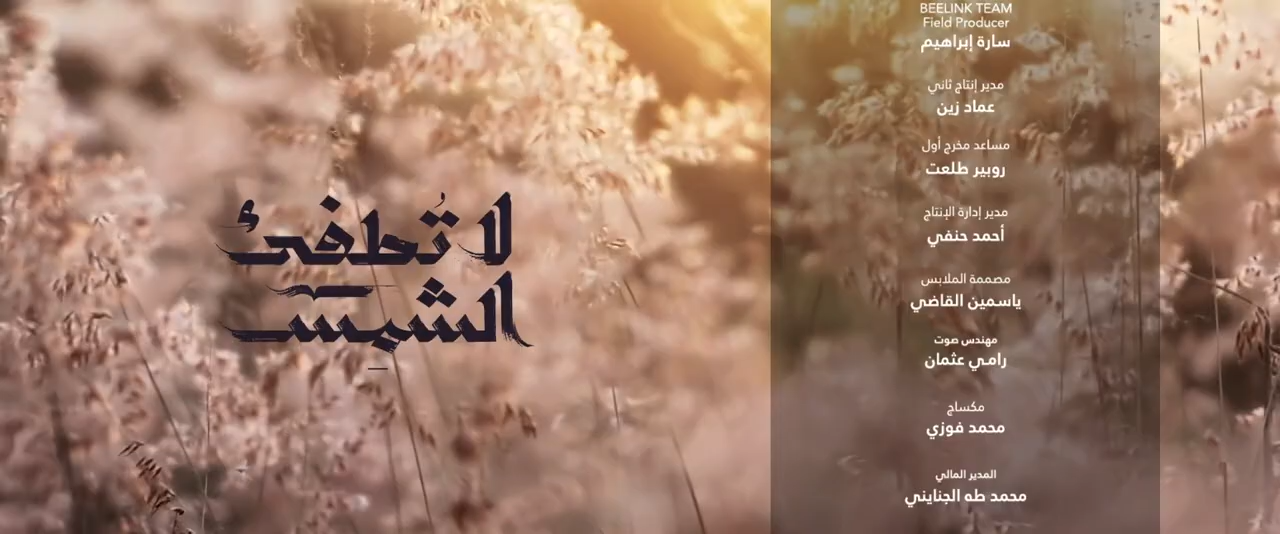 لا تُطفئ
الشمس
BEELINK TEAM
Field Producer
سارة إبراهيم
مدير إنتاج ثاني
عماد زين
مساعد مخرج أول
روبير طلعت
مدير إدارة الإنتاج
أحمد حنفي
مصممة الملابس
ياسمين القاضي
مهندس صوت
رامي عثمان
مكساج
محمد فوزي
المدير المالي
محمد طه الجنايني